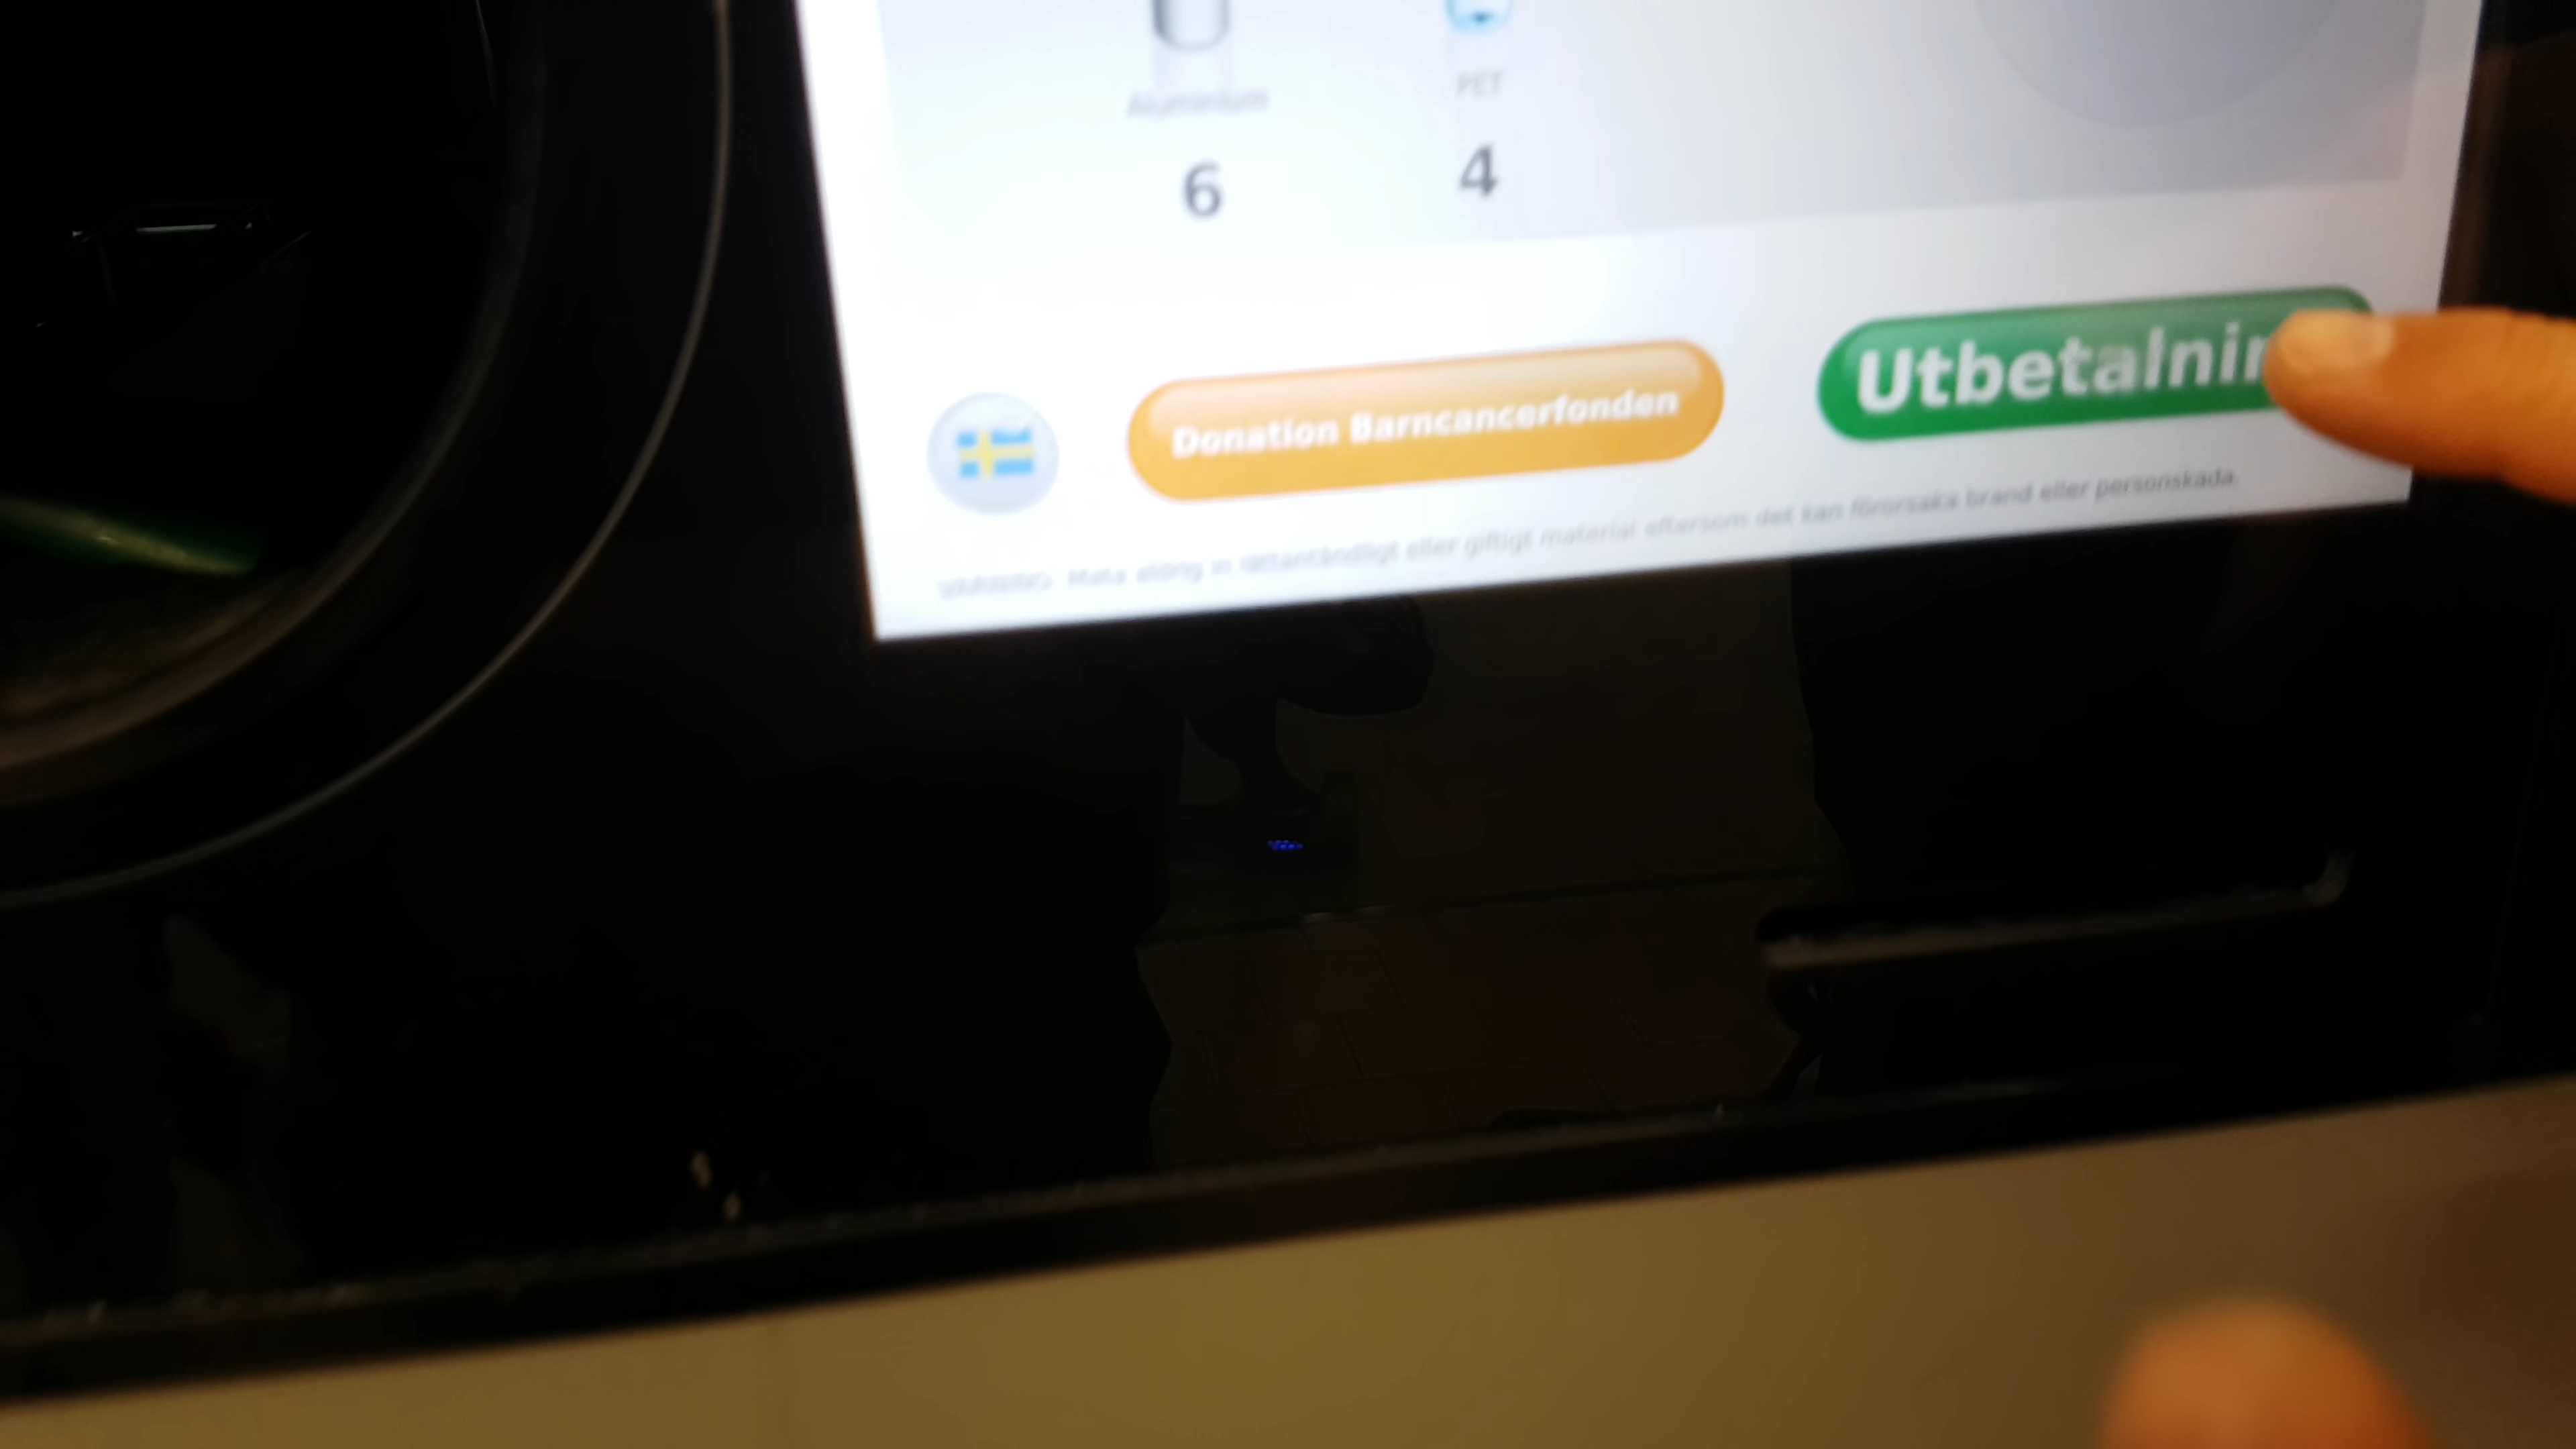 Aluminium
PET
6
4
Donation Barncancerfonden
Utbetalnin
Mata aldrig in lättantändligt eller giftigt material eftersom det kan förorsaka brand eller personskada.